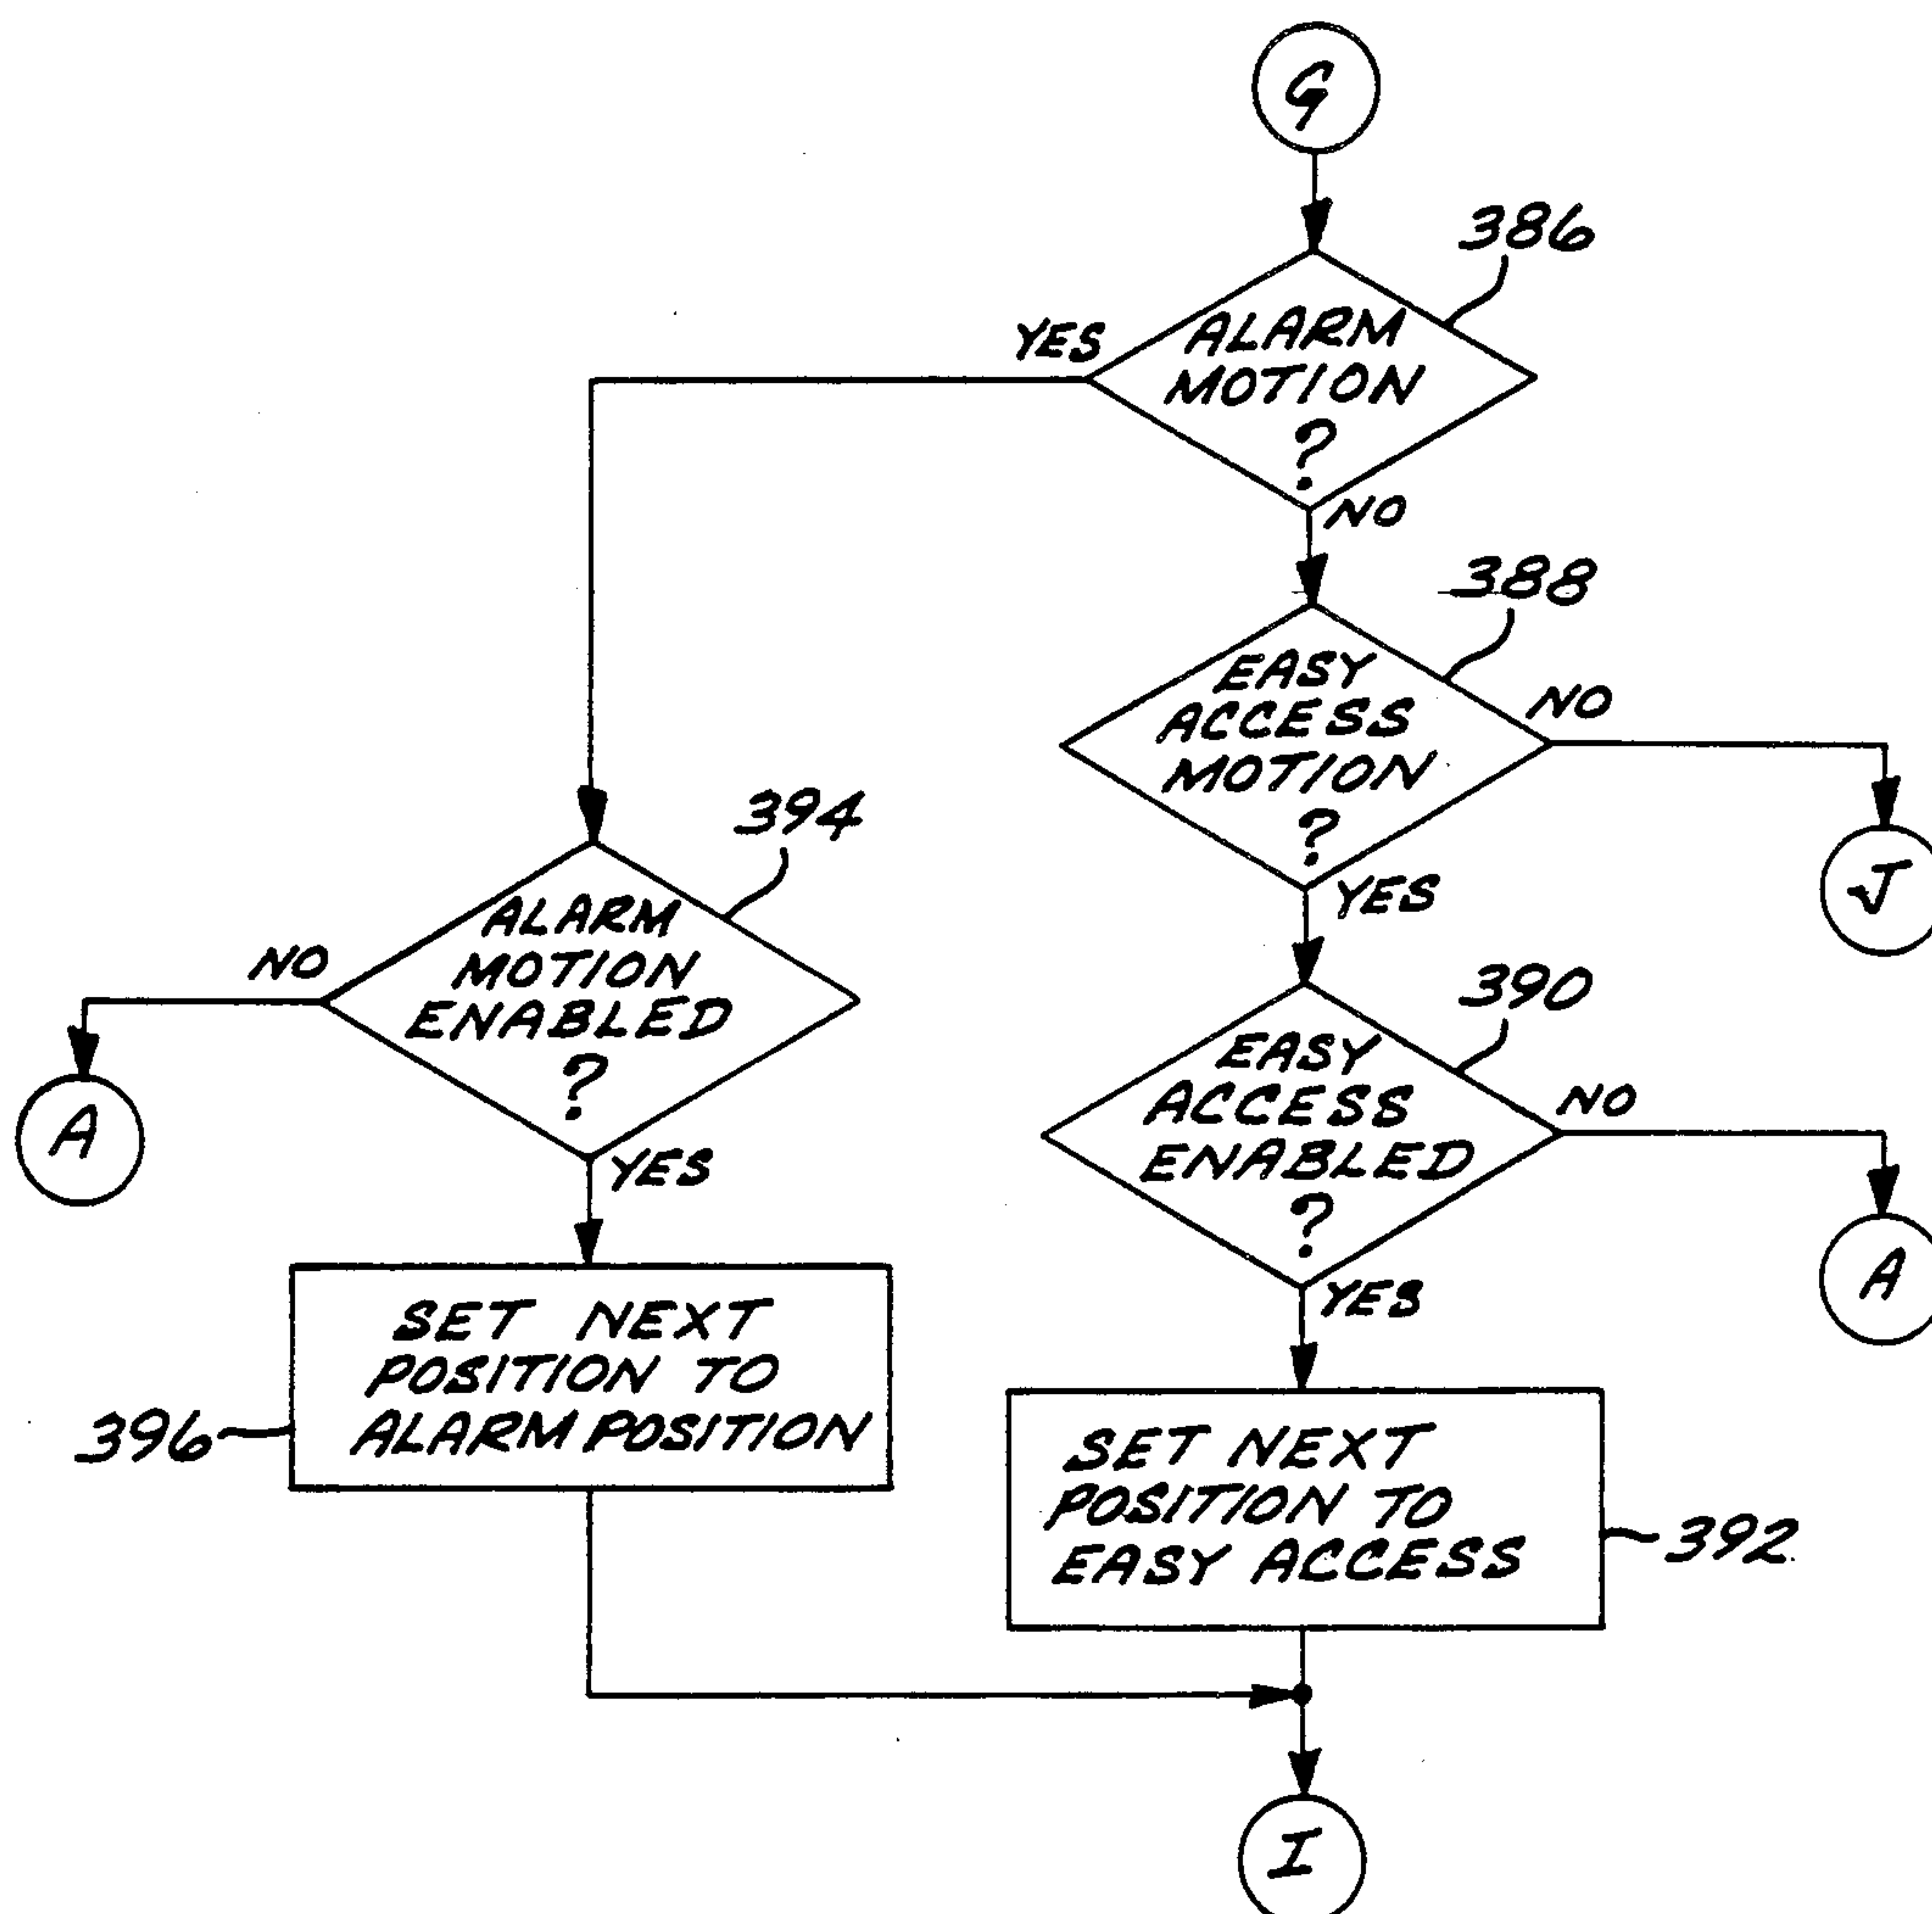 G
386
YES
ALARM
MOTION
?
NO
388
EASY
ACCESS
MOTION
?
NO
YES
J
394
ALARM
MOTION
ENABLED
?
NO
YES
A
390
EASY
ACCESS
ENABLED
?
NO
YES
A
SET NEXT
POSITION TO
ALARM POSITION
396
SET NEXT
POSITION TO
EASY ACCESS
392
I